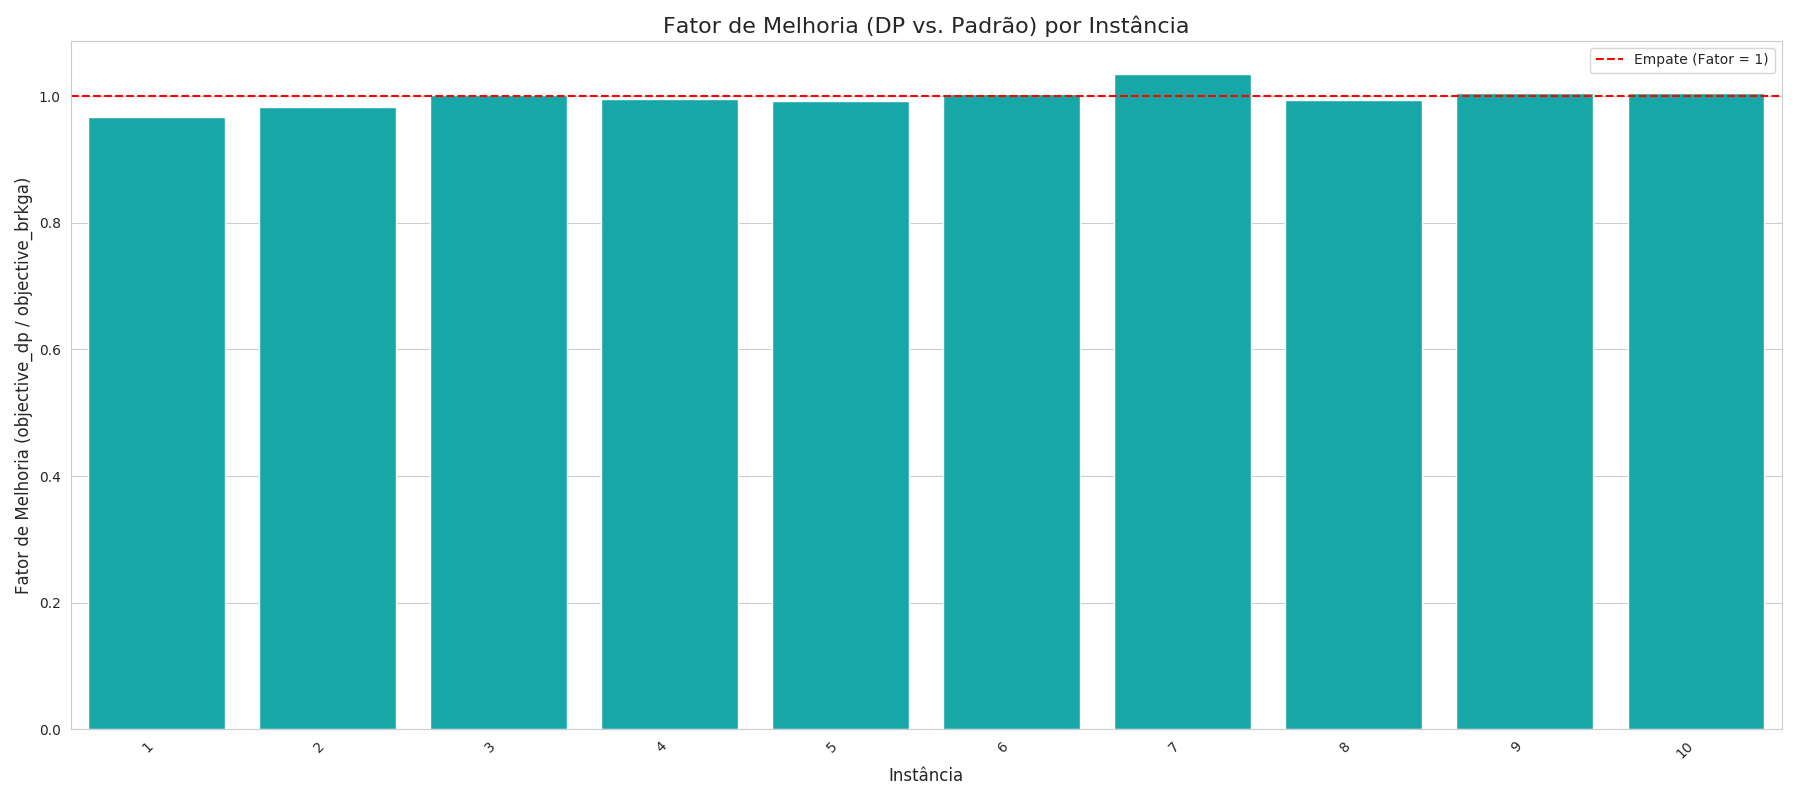 Fator de Melhoria (DP vs. Padrão) por Instância
Empate (Fator = 1)
Fator de Melhoria (objective_dp / objective_brkga)
1.0
0.8
0.6
0.4
0.2
0.0
1 2 3 4 5 6 7 8 9 10
Instância